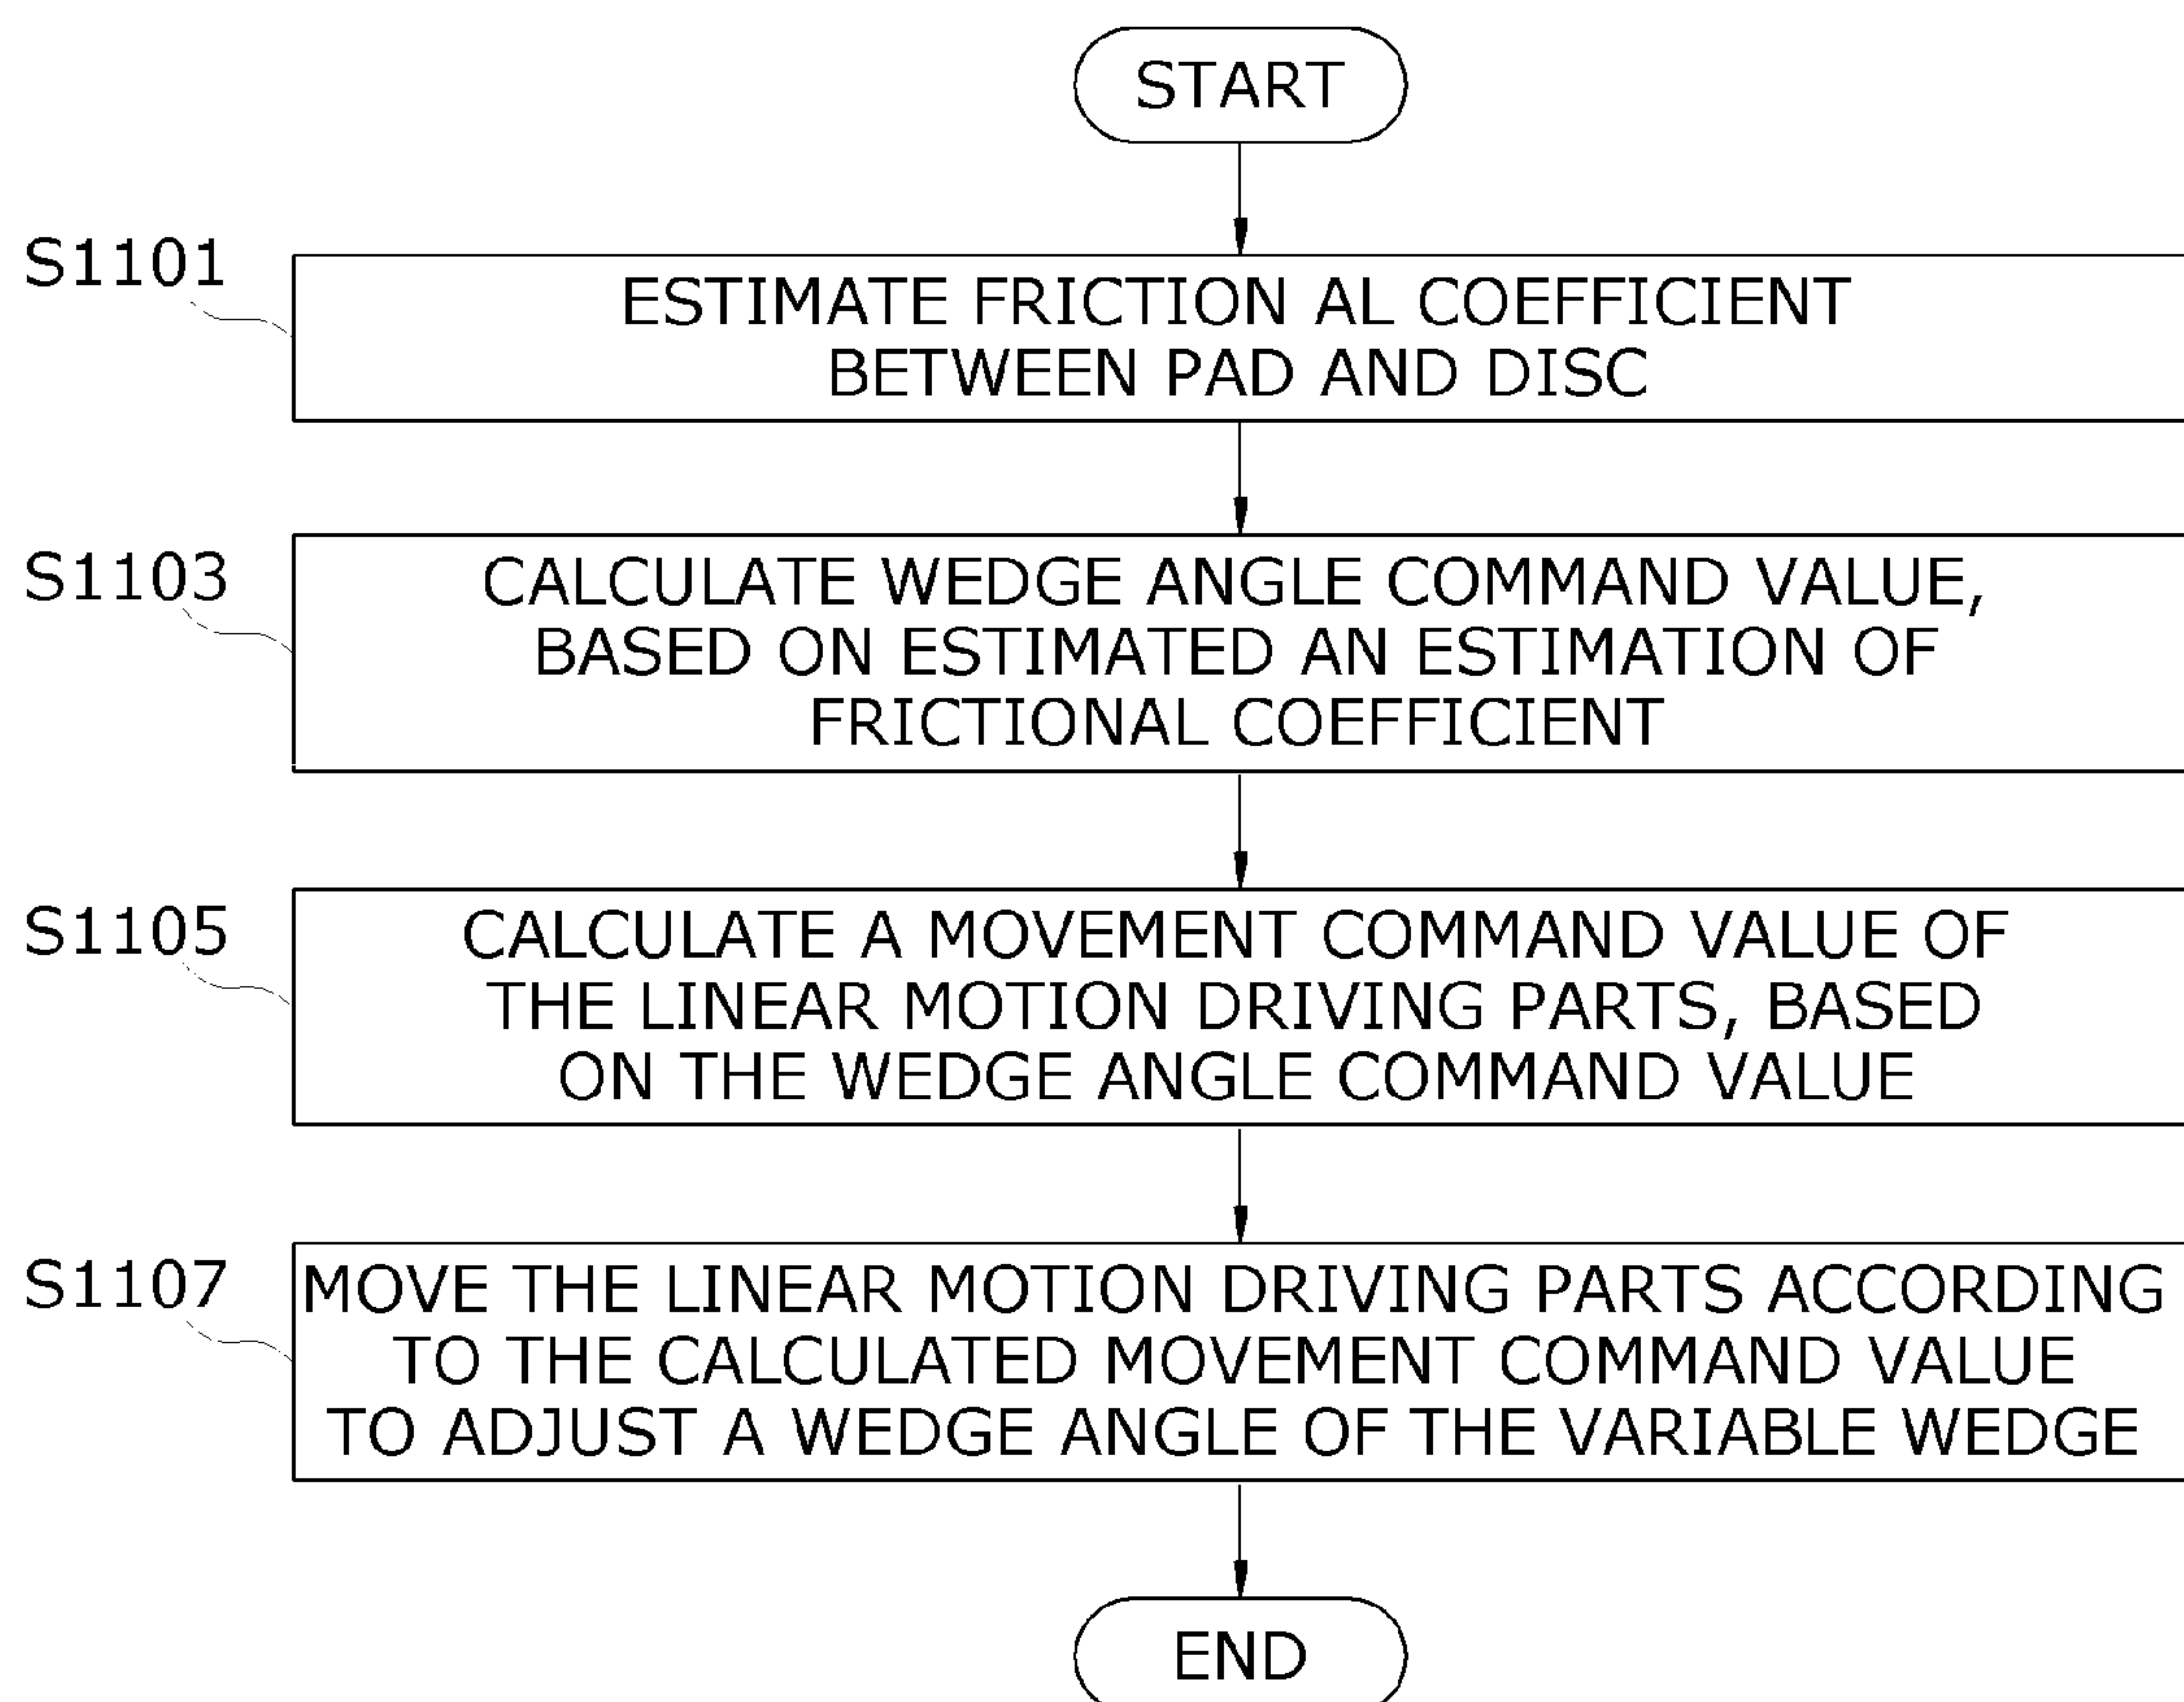 START
S1101
ESTIMATE FRICTION AL COEFFICIENT
BETWEEN PAD AND DISC
S1103
CALCULATE WEDGE ANGLE COMMAND VALUE,
BASED ON ESTIMATED AN ESTIMATION OF
FRICTIONAL COEFFICIENT
S1105
CALCULATE A MOVEMENT COMMAND VALUE OF
THE LINEAR MOTION DRIVING PARTS, BASED
ON THE WEDGE ANGLE COMMAND VALUE
S1107
MOVE THE LINEAR MOTION DRIVING PARTS ACCORDING
TO THE CALCULATED MOVEMENT COMMAND VALUE
TO ADJUST A WEDGE ANGLE OF THE VARIABLE WEDGE
END